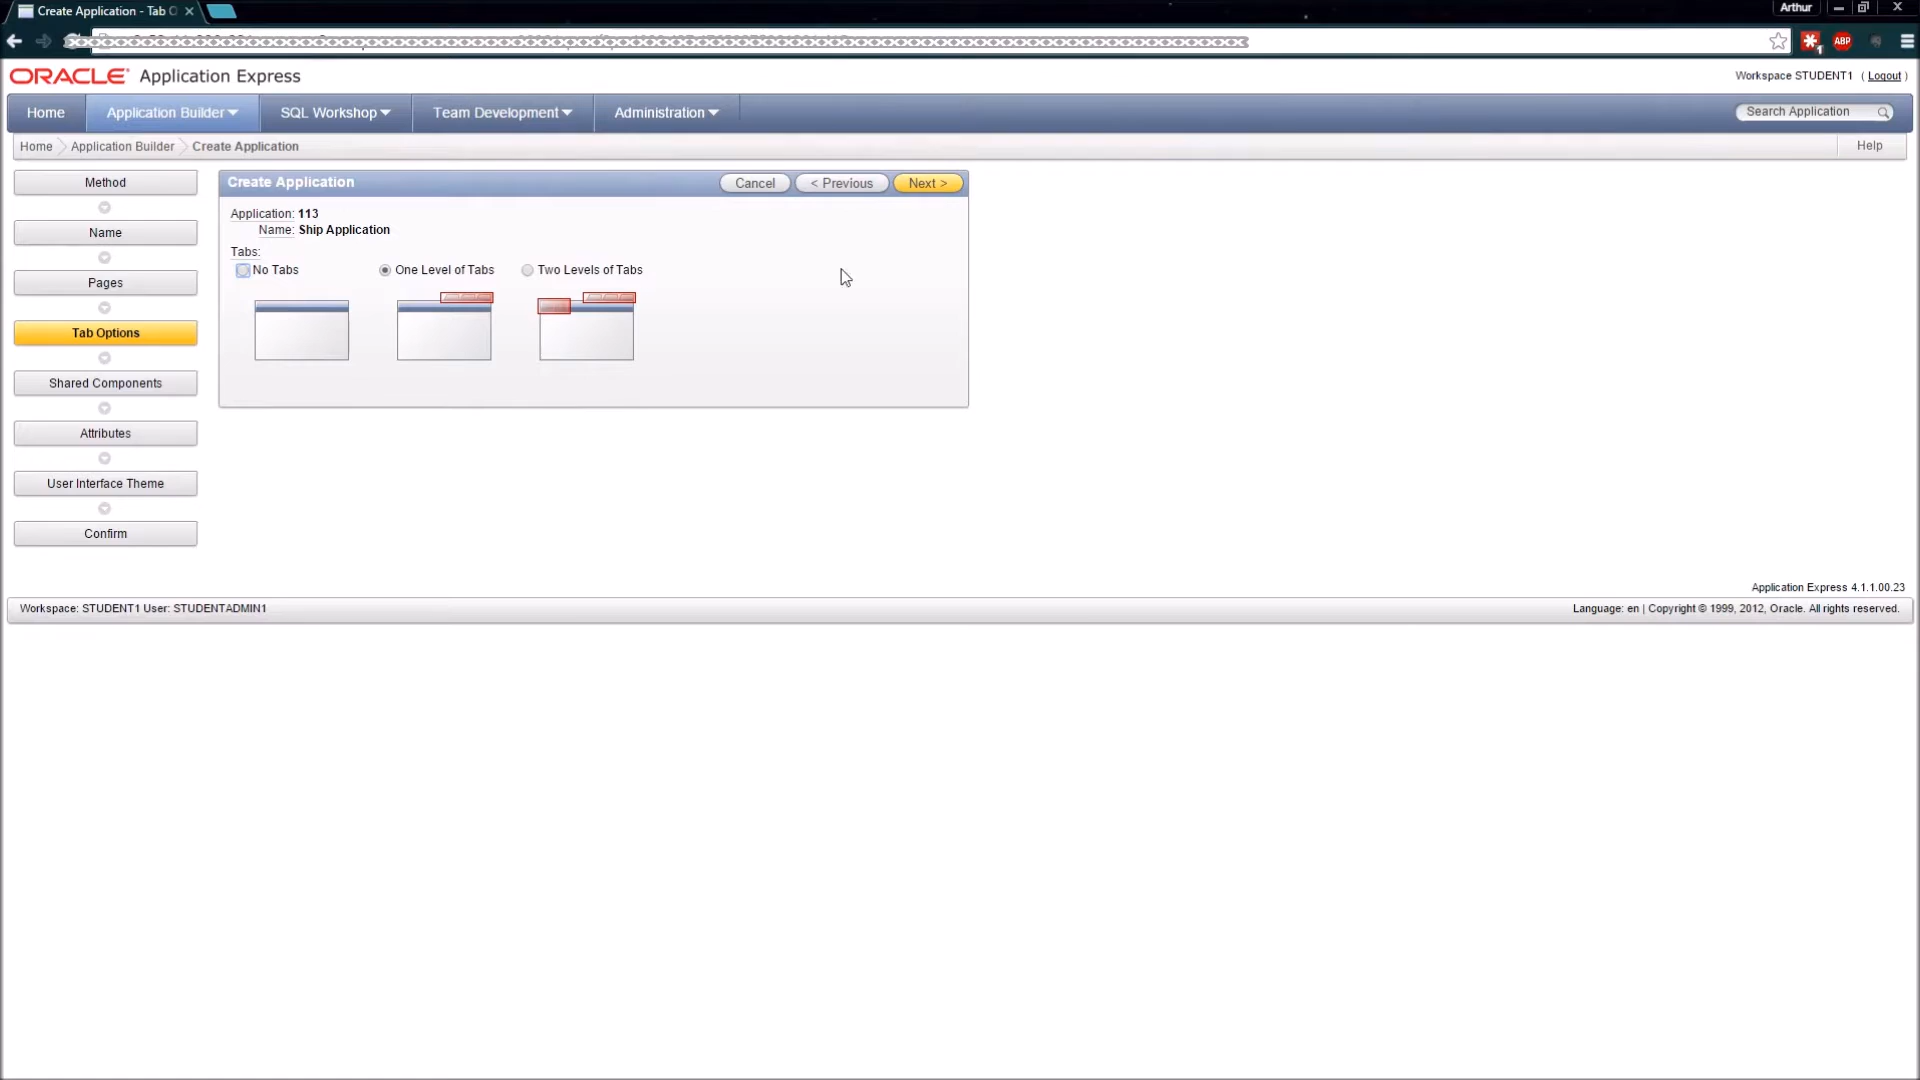 Create Application - Tab O
Arthur
ABP
1
ORACLE Application Express
Workspace STUDENT1 ( Logout )
Home
Application Builder
SQL Workshop
Team Development
Administration
Search Application
Home
Application Builder
Create Application
Help
Method
Name
Pages
Tab Options
Shared Components
Attributes
User Interface Theme
Confirm
Create Application
Cancel
< Previous
Next >
Application: 113
Name: Ship Application
Tabs:
No Tabs
One Level of Tabs
Two Levels of Tabs
Application Express 4.1.1.00.23
Workspace: STUDENT1 User: STUDENTADMIN1
Language: en | Copyright © 1999, 2012, Oracle. All rights reserved.